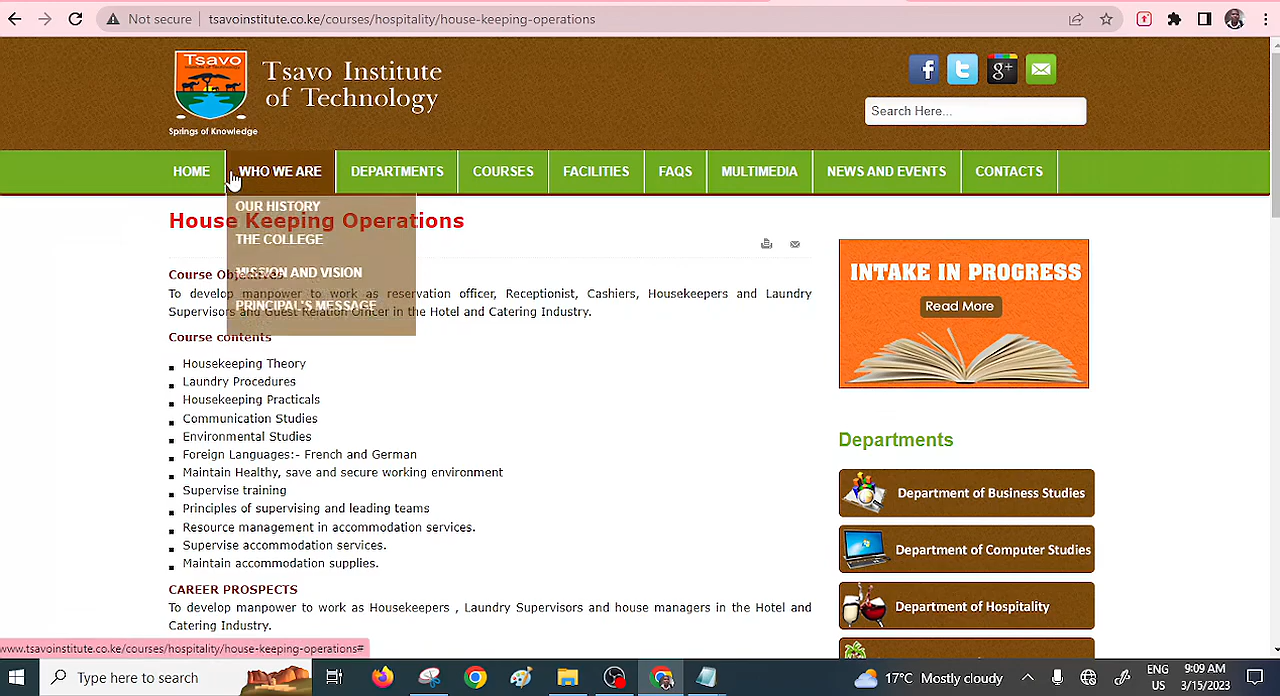 Not secure
tsavoinstitute.co.ke/courses/hospitality/house-keeping-operations
Tsavo
Springs of Knowledge
Tsavo Institute
of Technology
Search Here...
HOME
WHO WE ARE
DEPARTMENTS
COURSES
FACILITIES
FAQS
MULTIMEDIA
NEWS AND EVENTS
CONTACTS
OUR HISTORY
THE COLLEGE
MISSION AND VISION
PRINCIPAL'S MESSAGE
House Keeping Operations
Course Objectives
To develop manpower to work as reservation officer, Receptionist, Cashiers, Housekeepers and Laundry
Supervisors and Guest Relation Officer in the Hotel and Catering Industry.
Course contents
Housekeeping Theory
Laundry Procedures
Housekeeping Practicals
Communication Studies
Environmental Studies
Foreign Languages:- French and German
Maintain Healthy, save and secure working environment
Supervise training
Principles of supervising and leading teams
Resource management in accommodation services.
Supervise accommodation services.
Maintain accommodation supplies.
CAREER PROSPECTS
To develop manpower to work as Housekeepers , Laundry Supervisors and house managers in the Hotel and
Catering Industry.
INTAKE IN PROGRESS
Read More
Departments
Department of Business Studies
Department of Computer Studies
Department of Hospitality
www.tsavoinstitute.co.ke/courses/hospitality/house-keeping-operations#
Type here to search
17°C Mostly cloudy
ENG
US
9:09 AM
3/15/2023